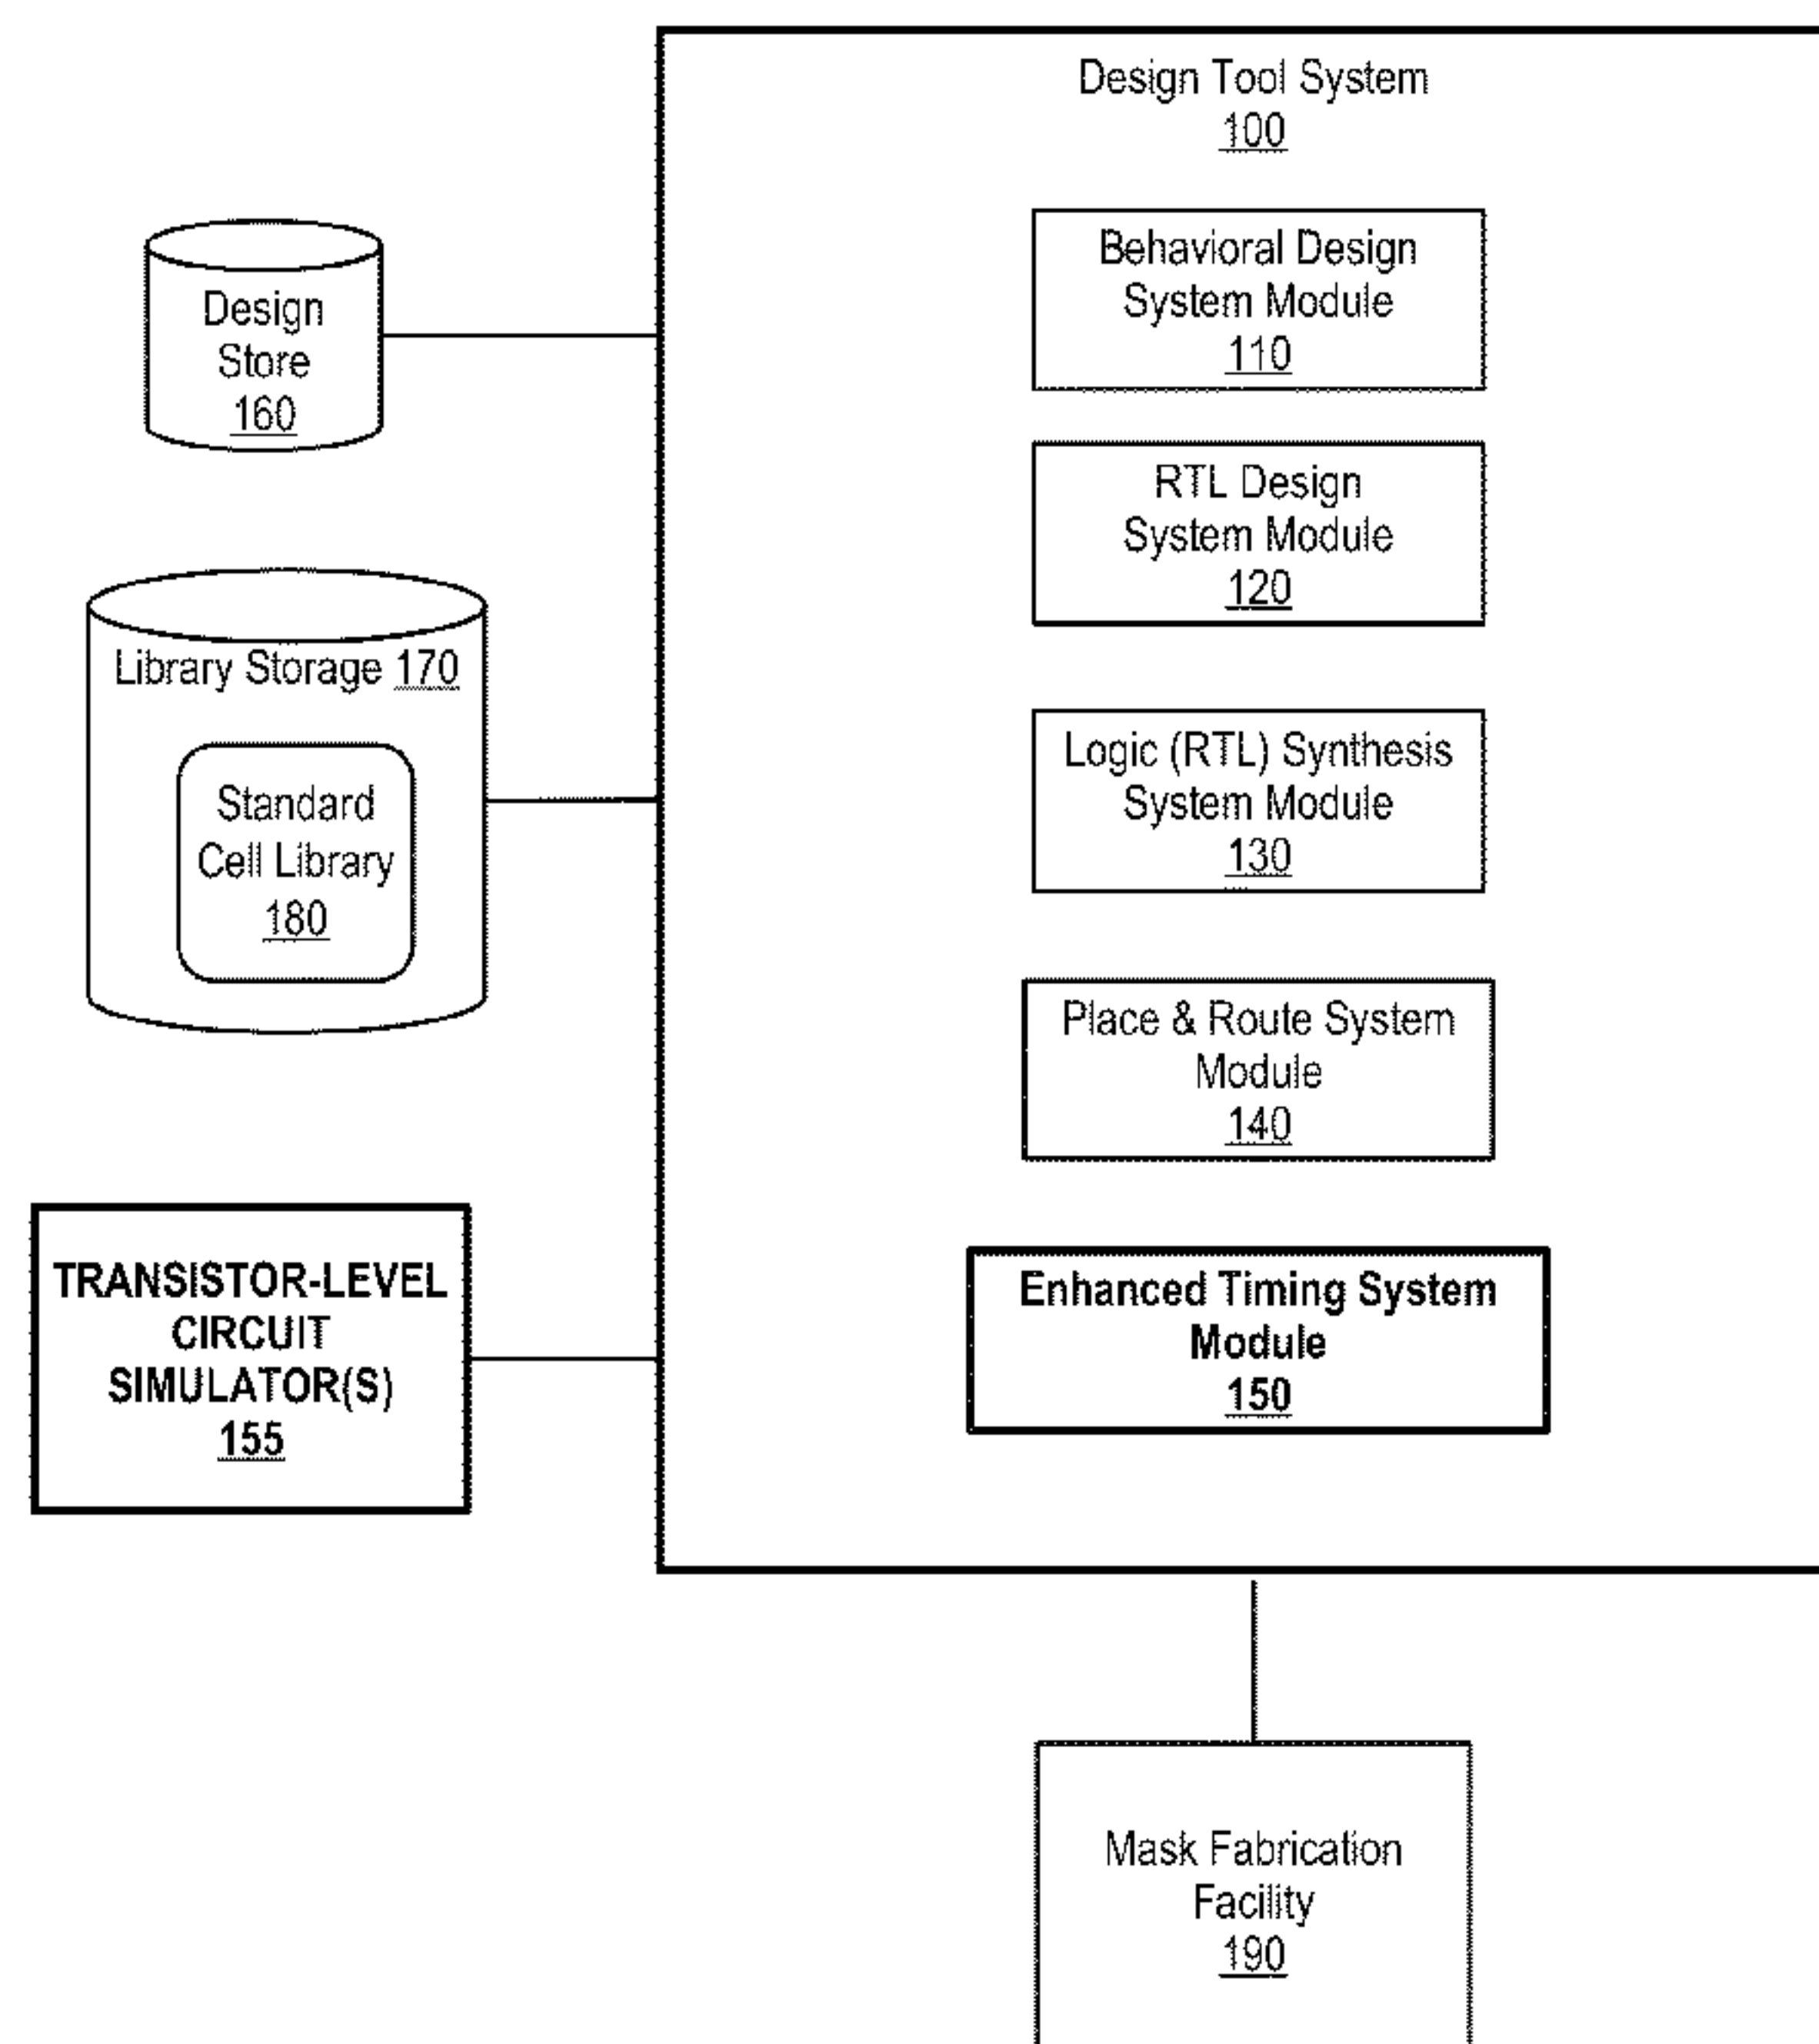 Design Tool System
100
Behavioral Design
System Module
110
RTL Design
System Module
120
Logic (RTL) Synthesis
System Module
130
Place & Route System
Module
140
Enhanced Timing System
Module
150
Design
Store
160
Library Storage 170
Standard
Cell Library
180
TRANSISTOR-LEVEL
CIRCUIT
SIMULATOR(S)
155
Mask Fabrication
Facility
190